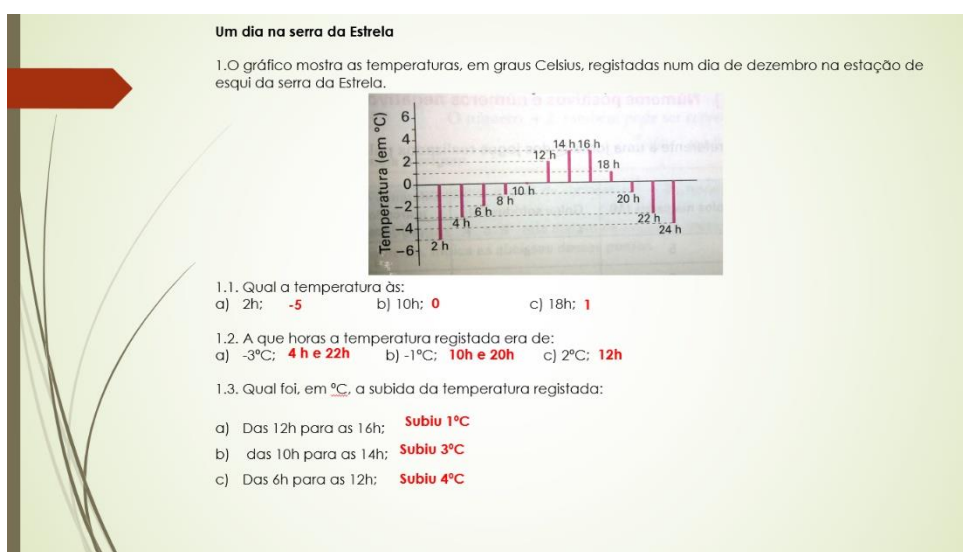 Um dia na serra da Estrela
1.O gráfico mostra as temperaturas, em graus Celsius, registadas num dia de dezembro na estação de
esqui da serra da Estrela.
Temperatura (em °C)
6
4
2
0
–2
–4
–6
2 h
4 h
6 h
8 h
10 h
12 h
14 h 16 h
18 h
20 h
22 h
24 h
1.1. Qual a temperatura às:
a) 2h; -5 b) 10h; 0 c) 18h; 1
1.2. A que horas a temperatura registada era de:
a) -3ºC; 4 h e 22h b) -1ºC; 10h e 20h c) 2ºC; 12h
1.3. Qual foi, em ºC, a subida da temperatura registada:
a) Das 12h para as 16h; Subiu 1ºC
b) das 10h para as 14h; Subiu 3ºC
c) Das 6h para as 12h; Subiu 4ºC